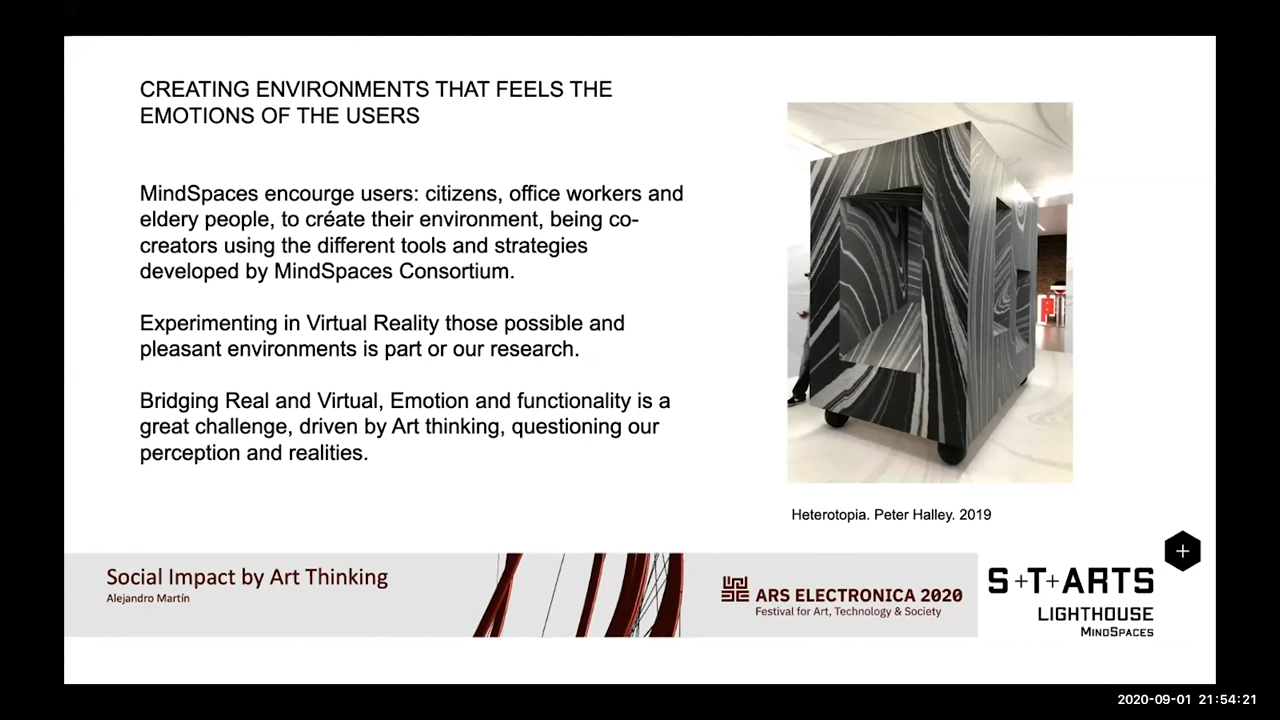 CREATING ENVIRONMENTS THAT FEELS THE
EMOTIONS OF THE USERS
MindSpaces encourge users: citizens, office workers and
eldery people, to créate their environment, being co-
creators using the different tools and strategies
developed by MindSpaces Consortium.
Experimenting in Virtual Reality those possible and
pleasant environments is part or our research.
Bridging Real and Virtual, Emotion and functionality is a
great challenge, driven by Art thinking, questioning our
perception and realities.
Heterotopia. Peter Halley. 2019
Social Impact by Art Thinking
Alejandro Martín
ARS ELECTRONICA 2020
Festival for Art, Technology & Society
S+T+ARTS
LIGHTHOUSE
MINDSPACES
2020-09-01 21:54:21